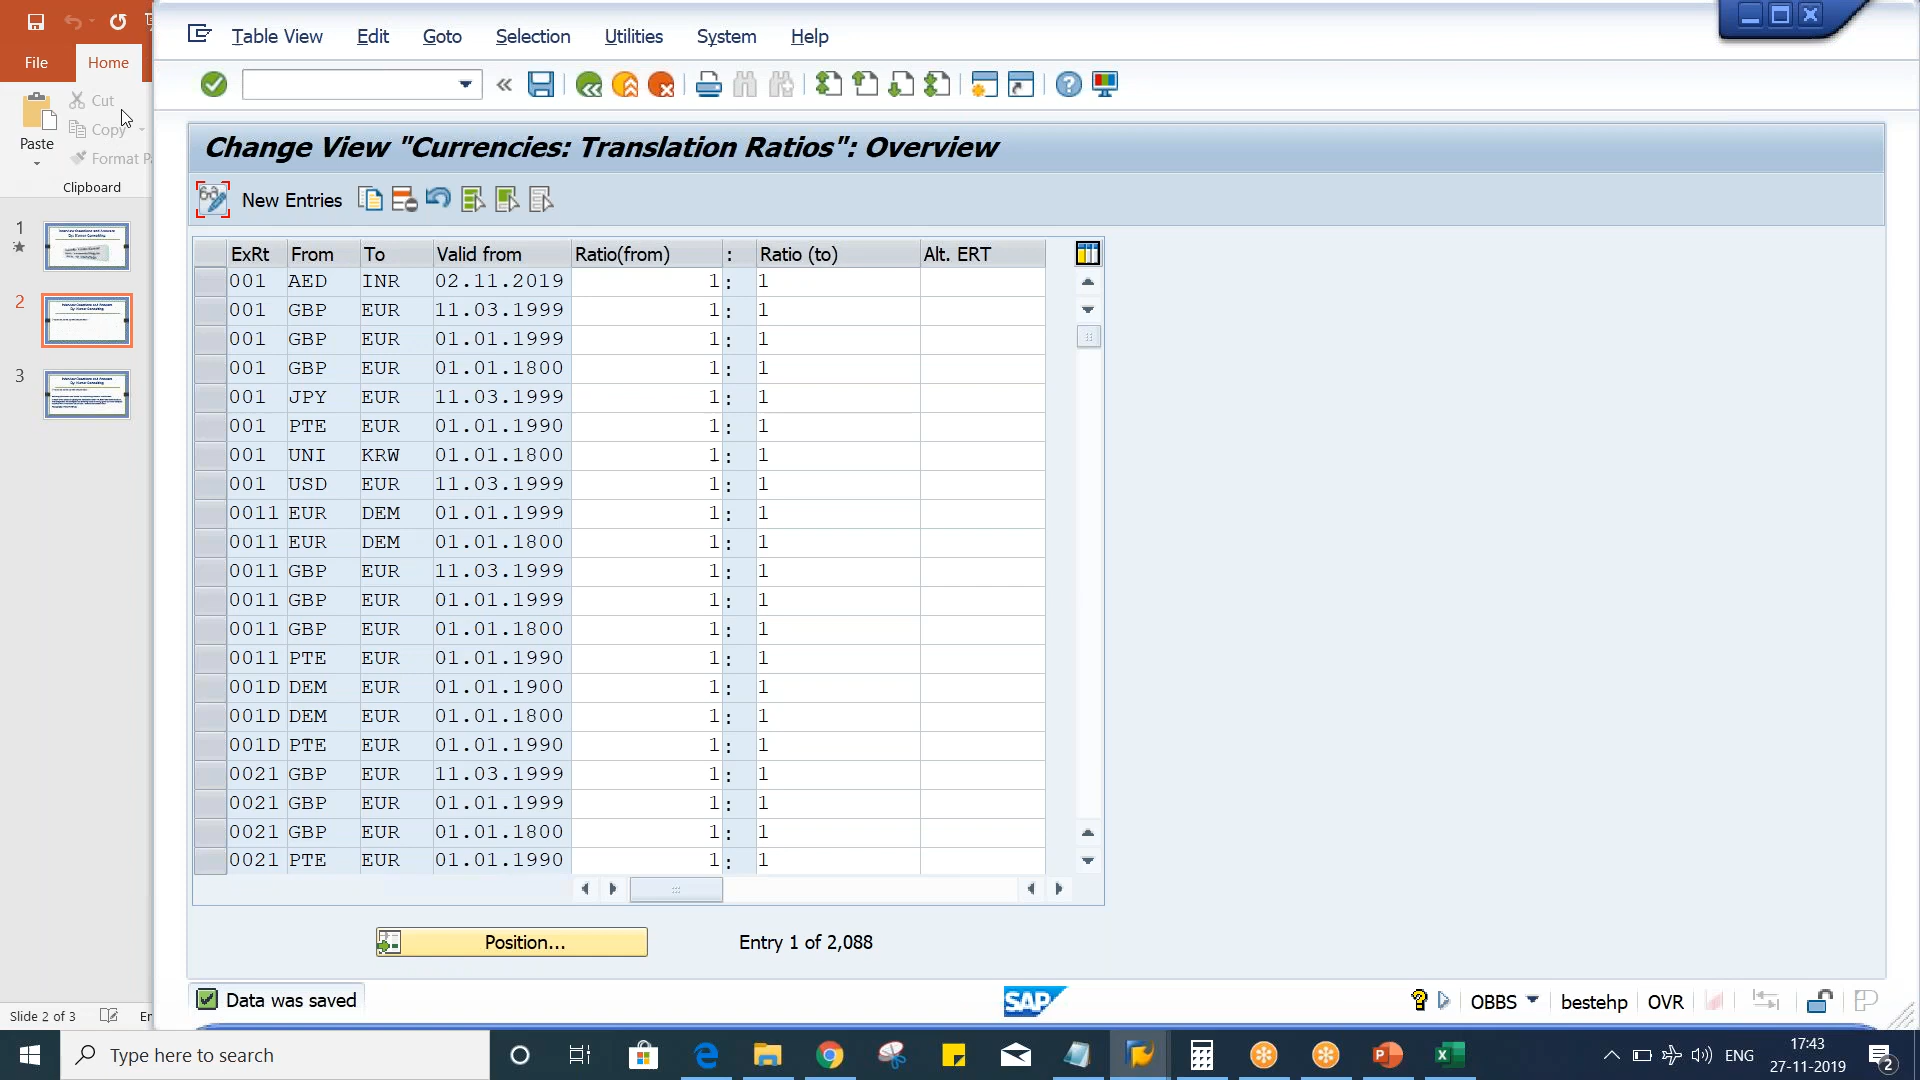 File
Home
Cut
Copy
Paste
Format P
Clipboard
1
2
3
Slide 2 of 3
Table View Edit Goto Selection Utilities System Help
Change View "Currencies: Translation Ratios": Overview
New Entries
ExRt From To Valid from Ratio(from) : Ratio (to) Alt. ERT
001 AED INR 02.11.2019 1 : 1
001 GBP EUR 11.03.1999 1 : 1
001 GBP EUR 01.01.1999 1 : 1
001 GBP EUR 01.01.1800 1 : 1
001 JPY EUR 11.03.1999 1 : 1
001 PTE EUR 01.01.1990 1 : 1
001 UNI KRW 01.01.1800 1 : 1
001 USD EUR 11.03.1999 1 : 1
0011 EUR DEM 01.01.1999 1 : 1
0011 EUR DEM 01.01.1800 1 : 1
0011 GBP EUR 11.03.1999 1 : 1
0011 GBP EUR 01.01.1999 1 : 1
0011 GBP EUR 01.01.1800 1 : 1
0011 PTE EUR 01.01.1990 1 : 1
001D DEM EUR 01.01.1900 1 : 1
001D DEM EUR 01.01.1800 1 : 1
001D PTE EUR 01.01.1990 1 : 1
0021 GBP EUR 11.03.1999 1 : 1
0021 GBP EUR 01.01.1999 1 : 1
0021 GBP EUR 01.01.1800 1 : 1
0021 PTE EUR 01.01.1990 1 : 1
Position... Entry 1 of 2,088
Data was saved SAP OBBS bestehp OVR
Type here to search
ENG
17:43
27-11-2019
2